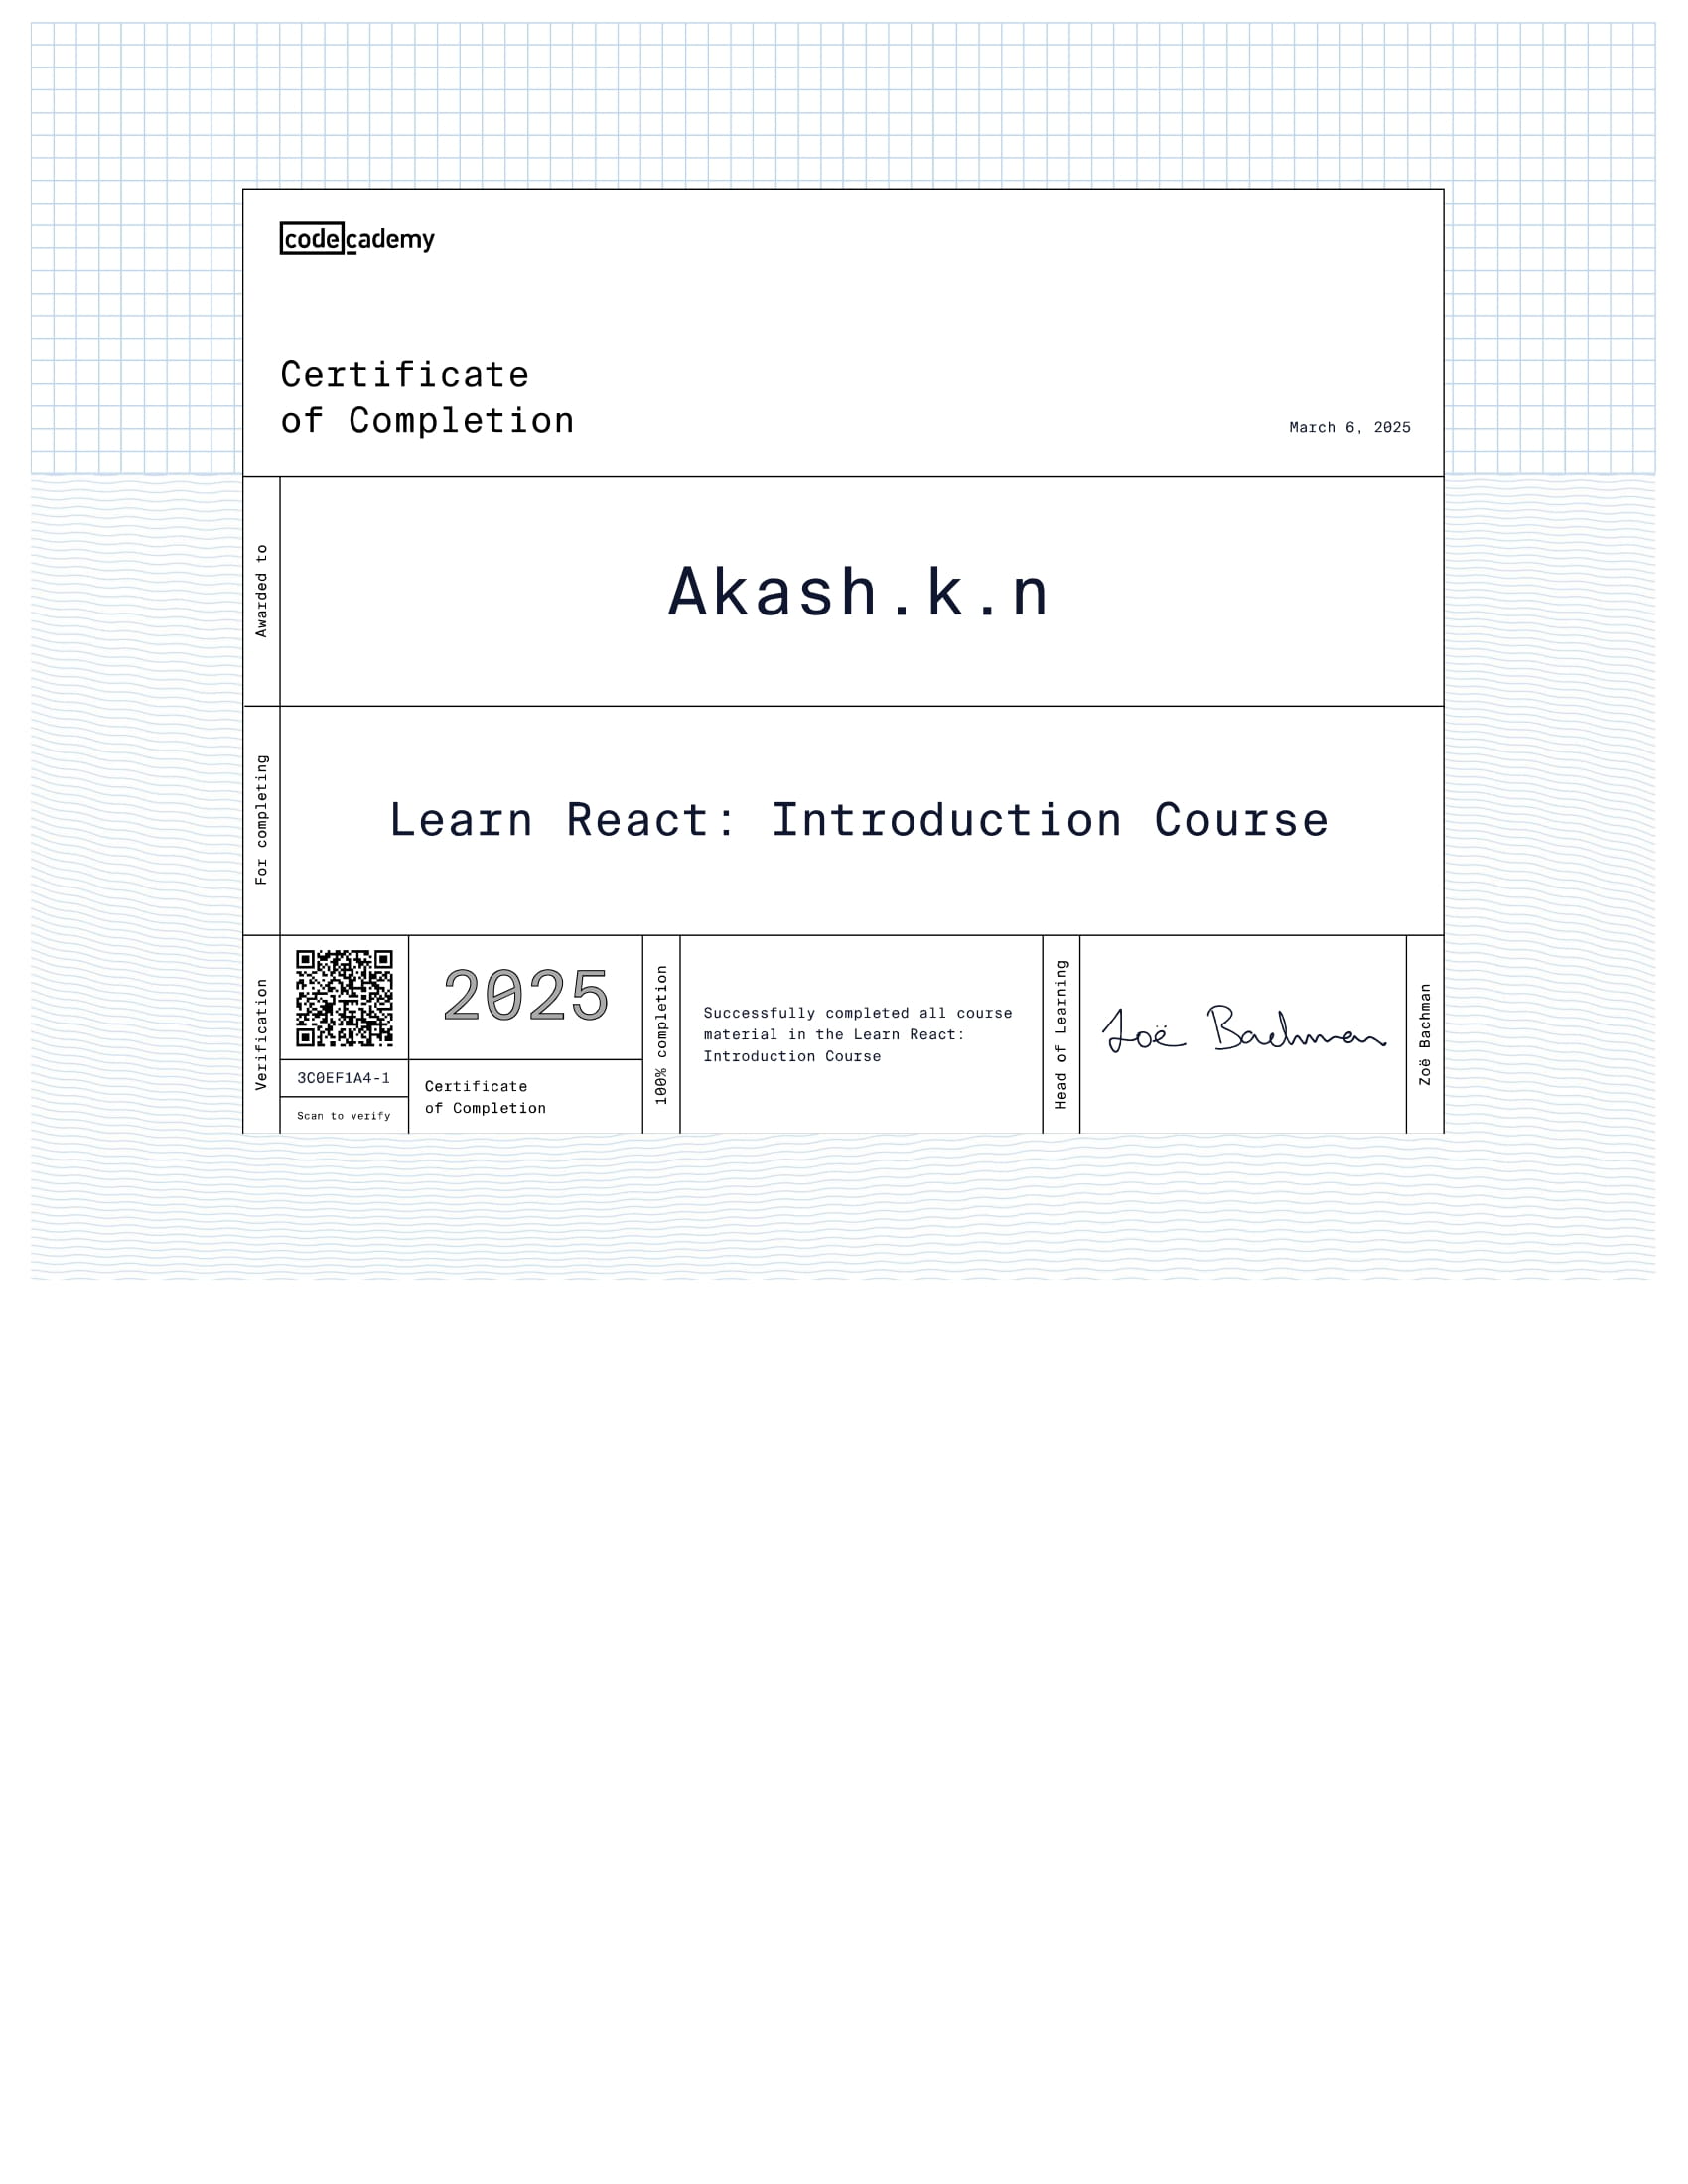 codecademy
Certificate
of Completion
March 6, 2025
Awarded to
Akash.k.n
For completing
Learn React: Introduction Course
Verification
3C0EF1A4-1
Scan to verify
2025
Certificate
of Completion
100% completion
Successfully completed all course
material in the Learn React:
Introduction Course
Head of Learning
Zoë Bachman
Zoë Bachman